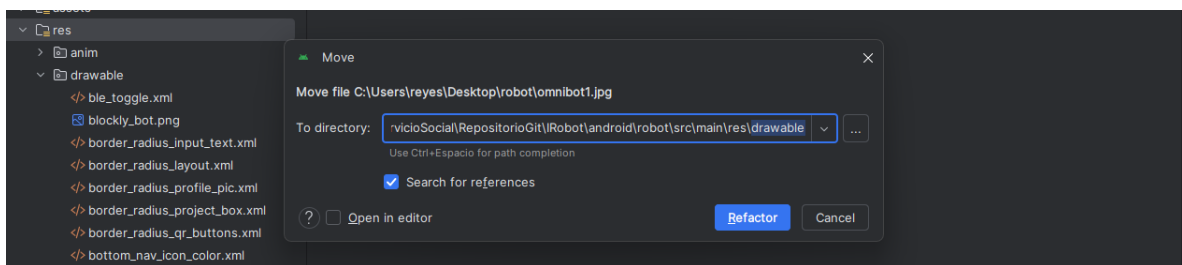 res
anim
drawable
ble_toggle.xml
blockly_bot.png
border_radius_input_text.xml
border_radius_layout.xml
border_radius_profile_pic.xml
border_radius_project_box.xml
border_radius_qr_buttons.xml
bottom_nav_icon_color.xml
Move
Move file C:\Users\reyes\Desktop\robot\omnibot1.jpg
To directory: rvicioSocial\RepositorioGit\IRobot\android\robot\src\main\res\drawable ...
Use Ctrl+Espacio for path completion
Search for references
? Open in editor Refactor Cancel